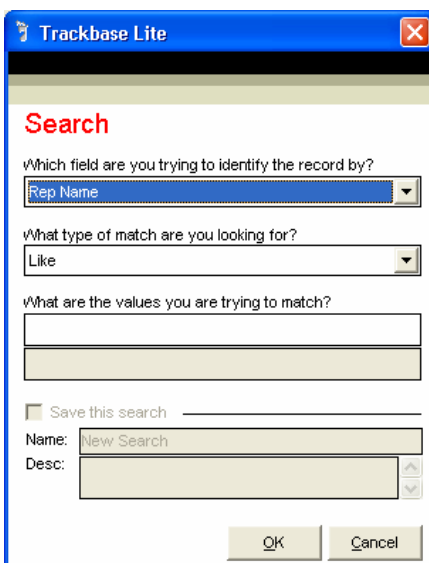 Trackbase Lite
Search
Which field are you trying to identify the record by?
Rep Name
What type of match are you looking for?
Like
What are the values you are trying to match?
Save this search
Name: New Search
Desc:
OK Cancel